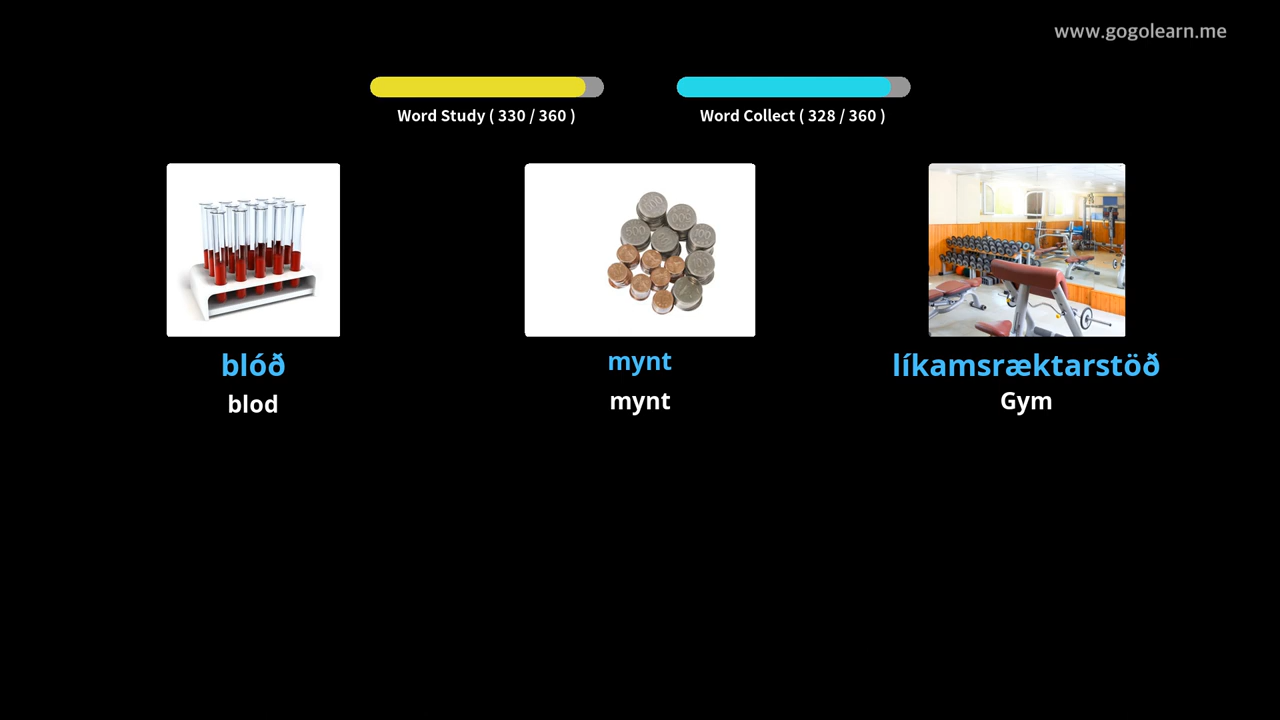 www.gogolearn.me
Word Study ( 330 / 360 )
Word Collect ( 328 / 360 )
blóð
blod
mynt
mynt
líkamsræktarstöð
Gym